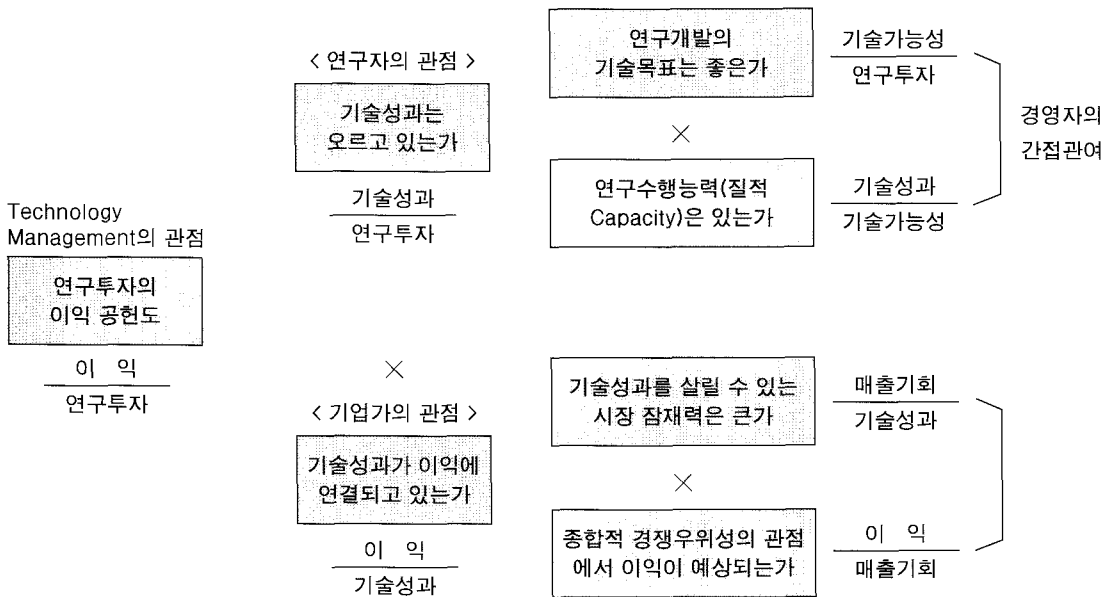 Technology
Management의 관점
연구투자의
이익 공헌도
이 익
연구투자
< 연구자의 관점 >
기술성과는
오르고 있는가
기술성과
연구투자
×
< 기업가의 관점 >
기술성과가 이익에
연결되고 있는가
이 익
기술성과
연구개발의
기술목표는 좋은가
기술가능성
연구투자
×
연구수행능력(질적
Capacity)은 있는가
기술성과
기술가능성
경영자의
간접관여
기술성과를 살릴 수 있는
시장 잠재력은 큰가
매출기회
기술성과
×
종합적 경쟁우위성의 관점
에서 이익이 예상되는가
이 익
매출기회